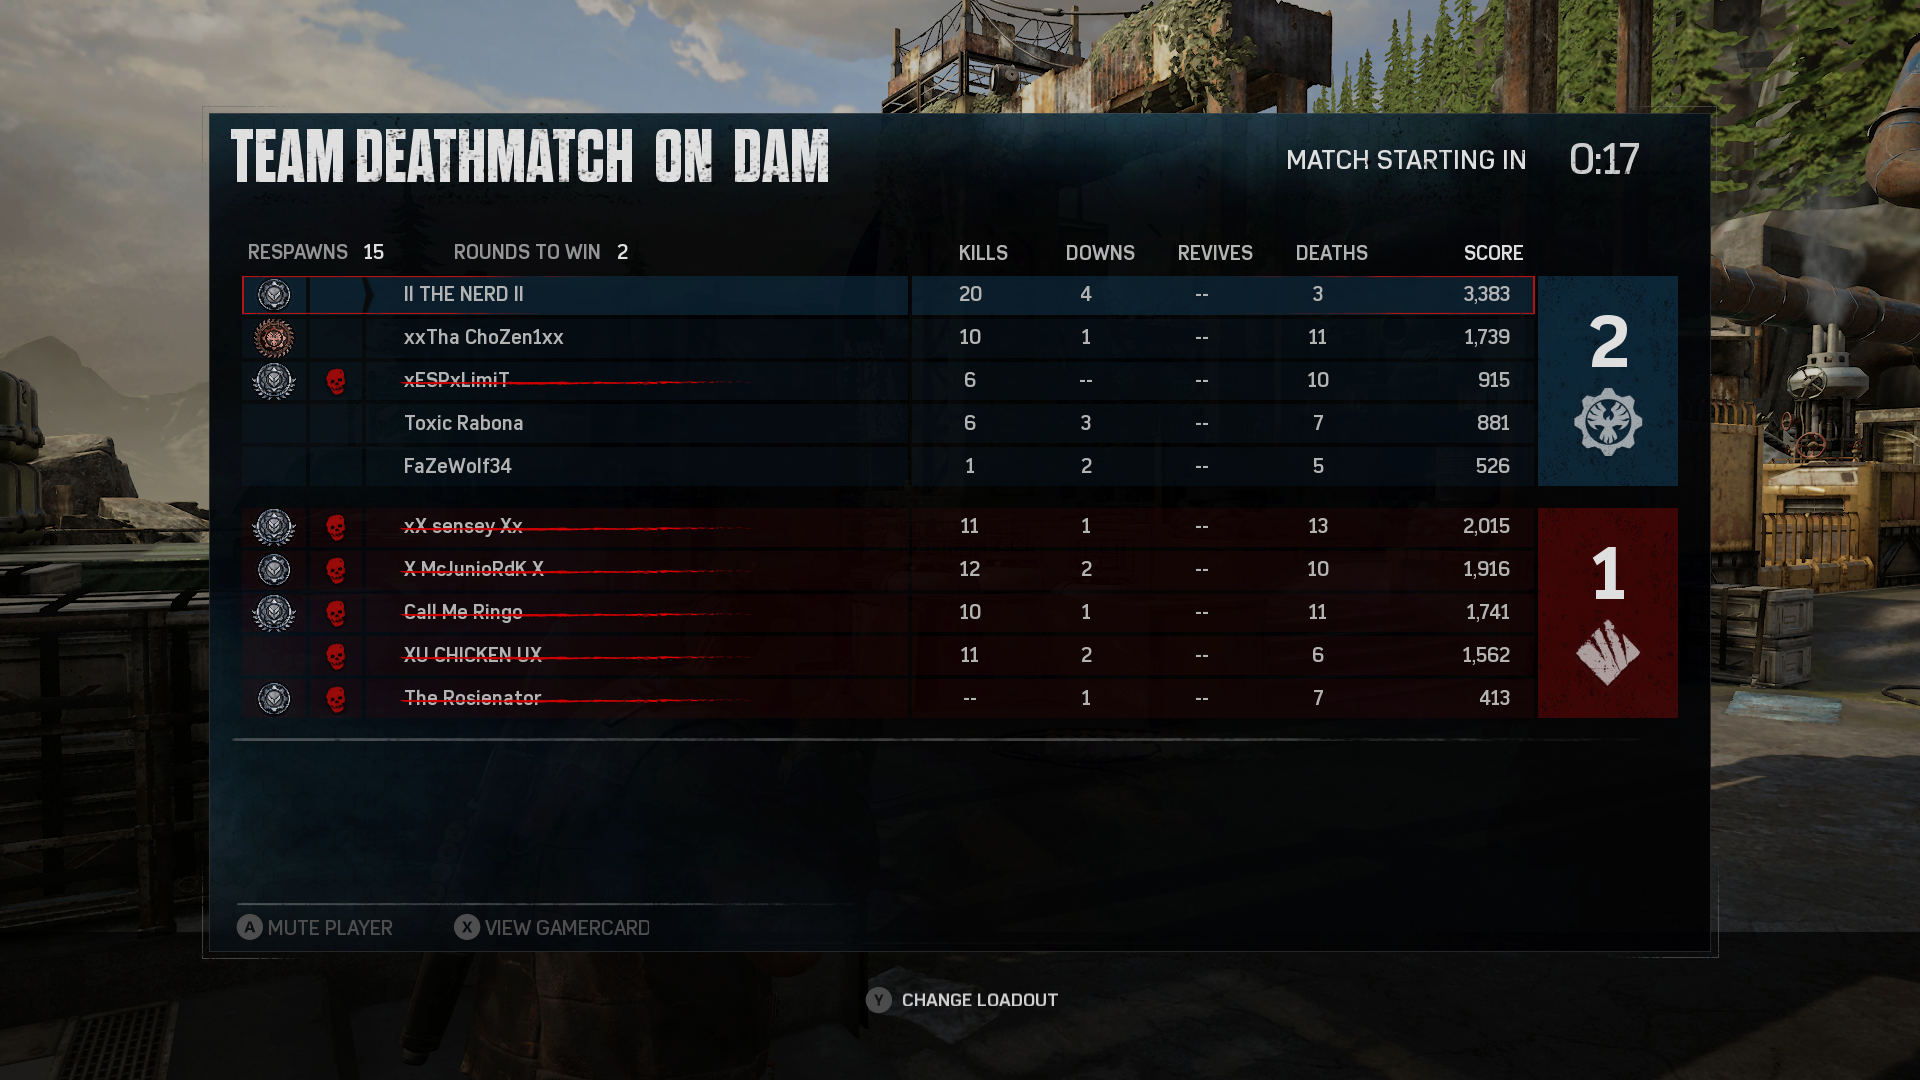 TEAM DEATHMATCH ON DAM
MATCH STARTING IN 0:17
RESPAWNS 15 ROUNDS TO WIN 2 KILLS DOWNS REVIVES DEATHS SCORE
II THE NERD II 20 4 -- 3 3,383
xxTha ChoZen1xx 10 1 -- 11 1,739
xESPxLimiT 6 -- -- 10 915
Toxic Rabona 6 3 -- 7 881
FaZeWolf34 1 2 -- 5 526
2
xX sensey Xx 11 1 -- 13 2,015
X McJunioRdK X 12 2 -- 10 1,916
Call Me Ringo 10 1 -- 11 1,741
XU CHICKEN UX 11 2 -- 6 1,562
The Rosienator -- 1 -- 7 413
1
A MUTE PLAYER X VIEW GAMERCARD
Y CHANGE LOADOUT